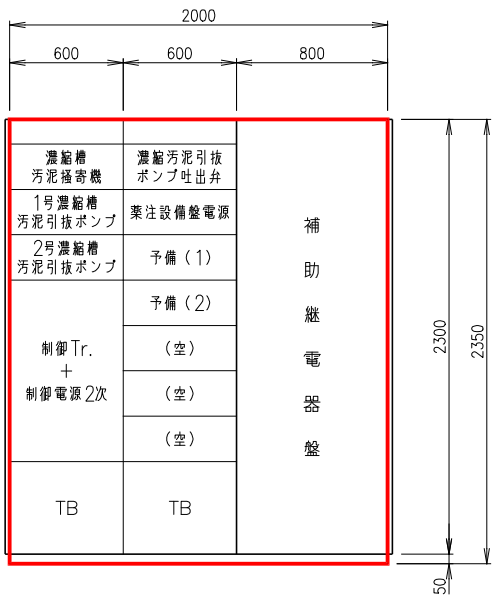 2000
600
600
800
濃縮槽
汚泥掻寄機
1号濃縮槽
汚泥引抜ポンプ
2号濃縮槽
汚泥引抜ポンプ
制御Tr.
+
制御電源2次
TB
濃縮汚泥引抜
ポンプ吐出弁
薬注設備盤電源
予備(1)
予備(2)
(空)
(空)
(空)
TB
補
助
継
電
器
盤
2300
2350
50